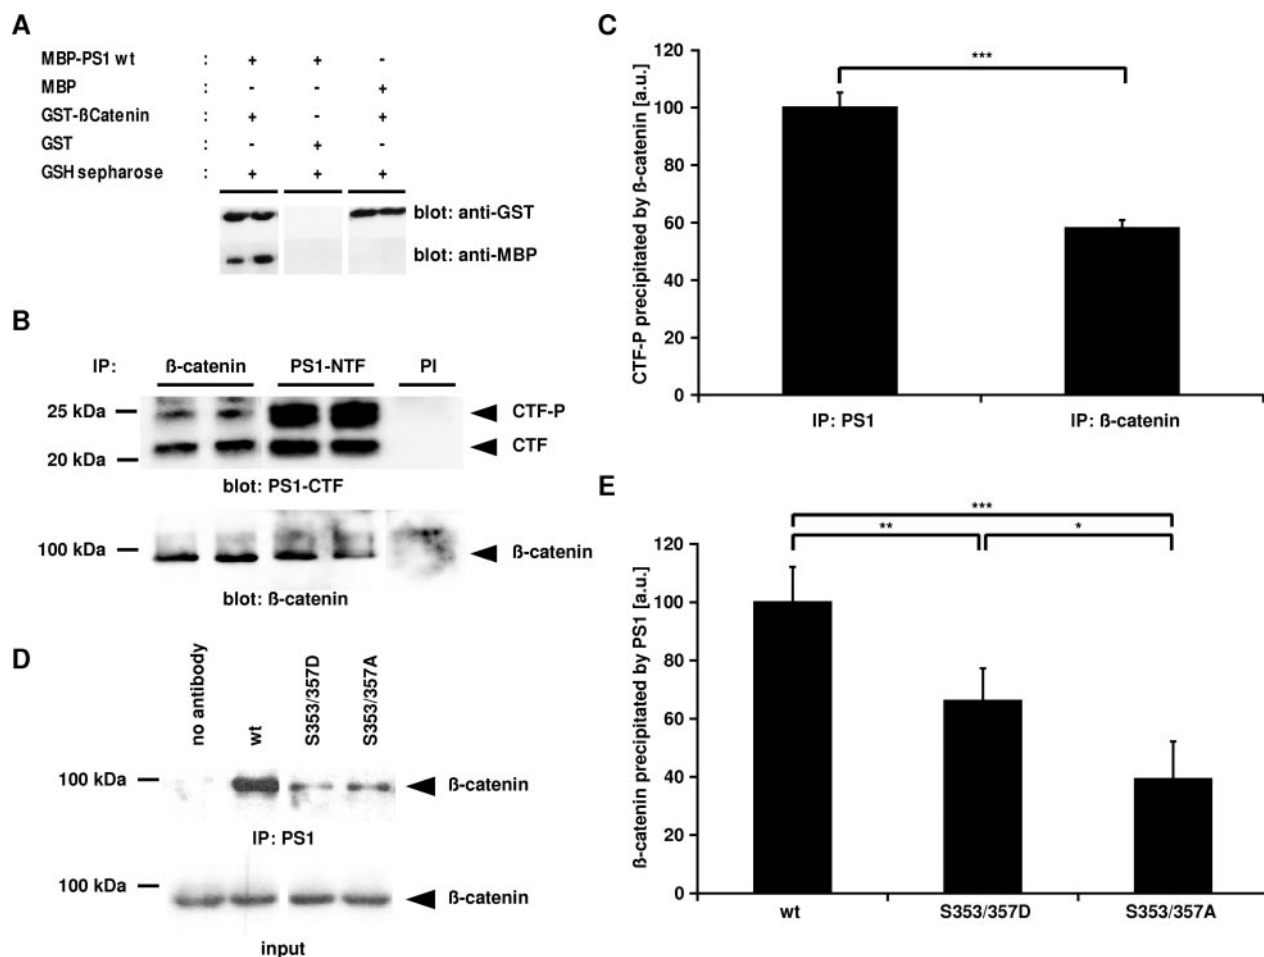 A
MBP-PS1 wt : + + -
MBP : - - +
GST-ßCatenin : + - +
GST : - + -
GSH sepharose : + + +
blot: anti-GST
blot: anti-MBP
B
IP: ß-catenin PS1-NTF PI
25 kDa CTF-P
20 kDa CTF
blot: PS1-CTF
100 kDa ß-catenin
blot: ß-catenin
D
no antibody
wt
S353/357D
S353/357A
100 kDa ß-catenin
IP: PS1
100 kDa ß-catenin
input
C
CTF-P precipitated by ß-catenin [a.u.]
120
100
80
60
40
20
0
***
IP: PS1 IP: ß-catenin
E
ß-catenin precipitated by PS1 [a.u.]
***
** *
120
100
80
60
40
20
0
wt S353/357D S353/357A